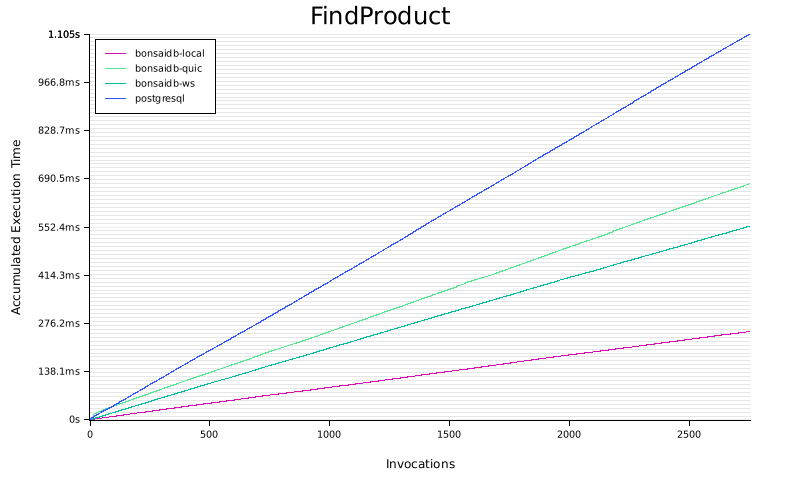 FindProduct
1.105s
966.8ms
828.7ms
690.5ms
552.4ms
414.3ms
276.2ms
138.1ms
0s
bonsaidb-local
bonsaidb-quic
bonsaidb-ws
postgresql
Accumulated Execution Time
0 500 1000 1500 2000 2500
Invocations